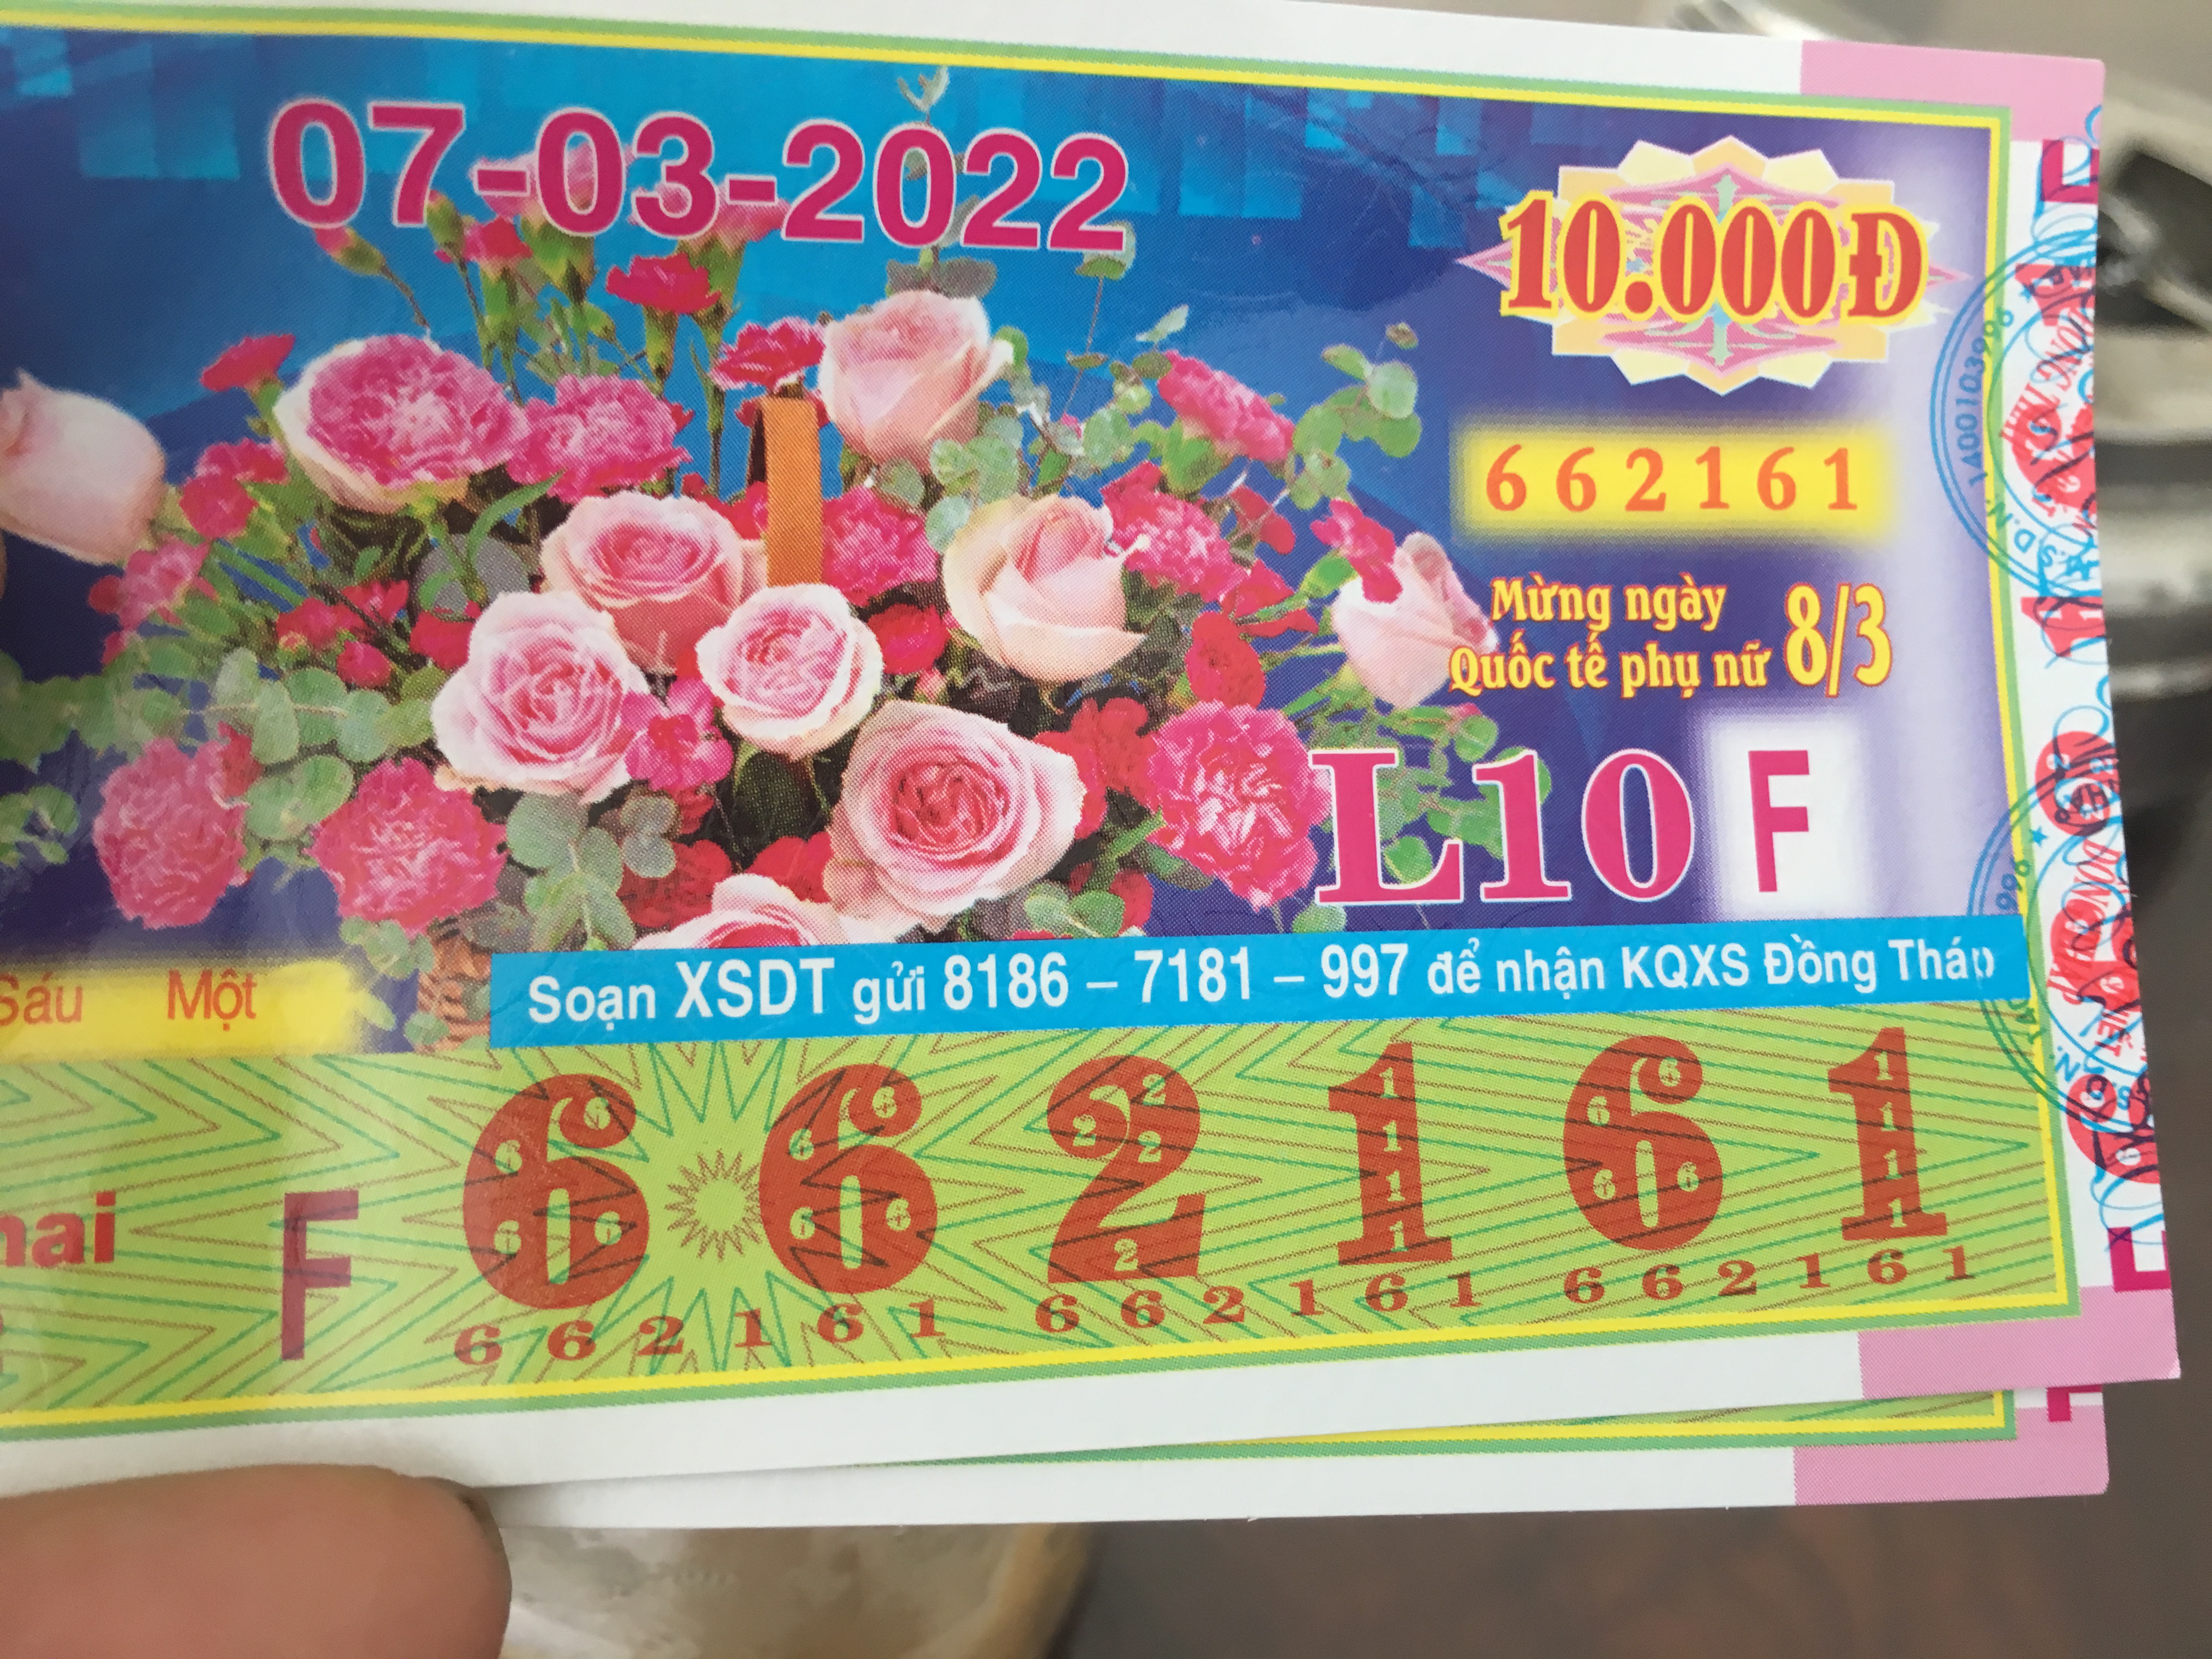 07-03-2022
10.000Đ
662161
Mừng ngày
Quốc tế phụ nữ 8/3
L10 F
Sáu Một
Soạn XSDT gửi 8186 – 7181 – 997 để nhận KQXS Đồng Tháp
F 662161
662161 662161 662161